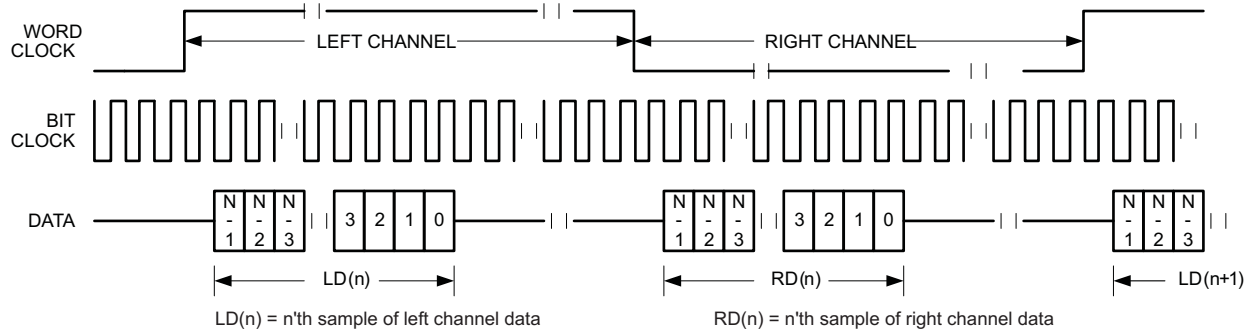 WORD
CLOCK
LEFT CHANNEL
RIGHT CHANNEL
BIT
CLOCK
DATA
N
-
1
N
-
2
N
-
3
3
2
1
0
N
-
1
N
-
2
N
-
3
3
2
1
0
N
-
1
N
-
2
N
-
3
LD(n)
RD(n)
LD(n+1)
LD(n) = n'th sample of left channel data
RD(n) = n'th sample of right channel data